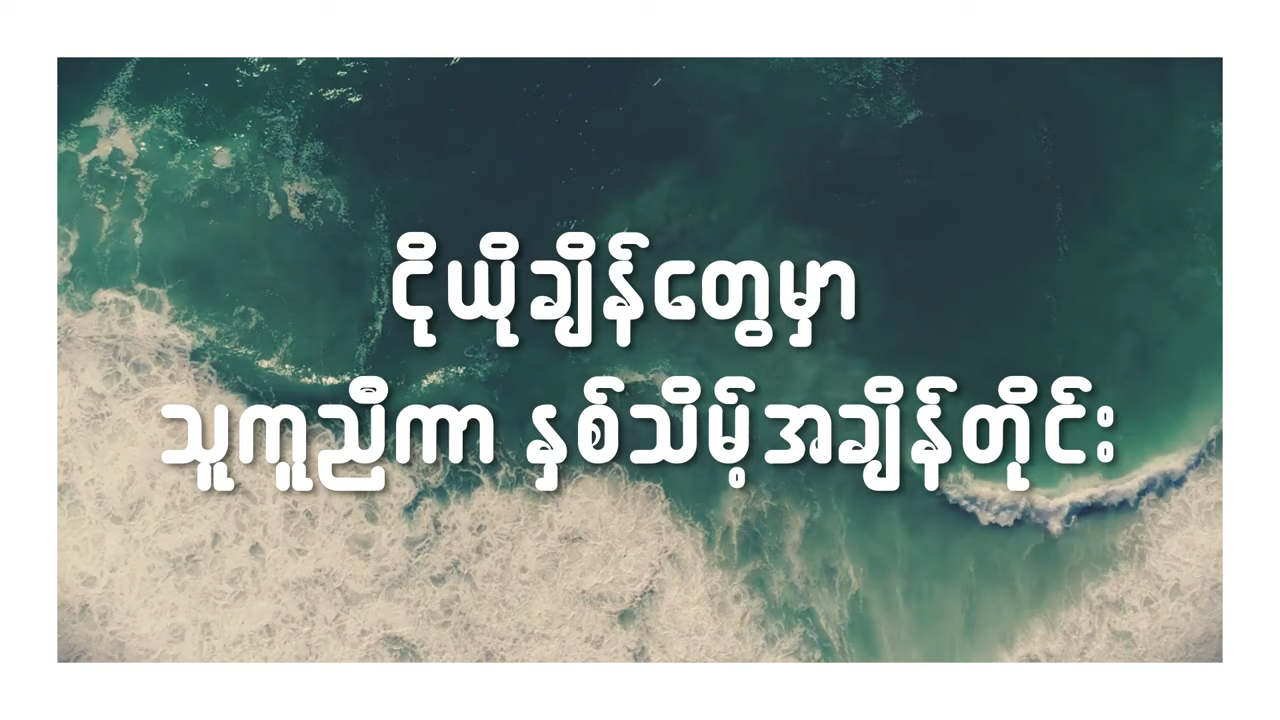 ငိုယိုချိန်တွေမှာ
သူကူညီကာ နှစ်သိမ့်အချိန်တိုင်း